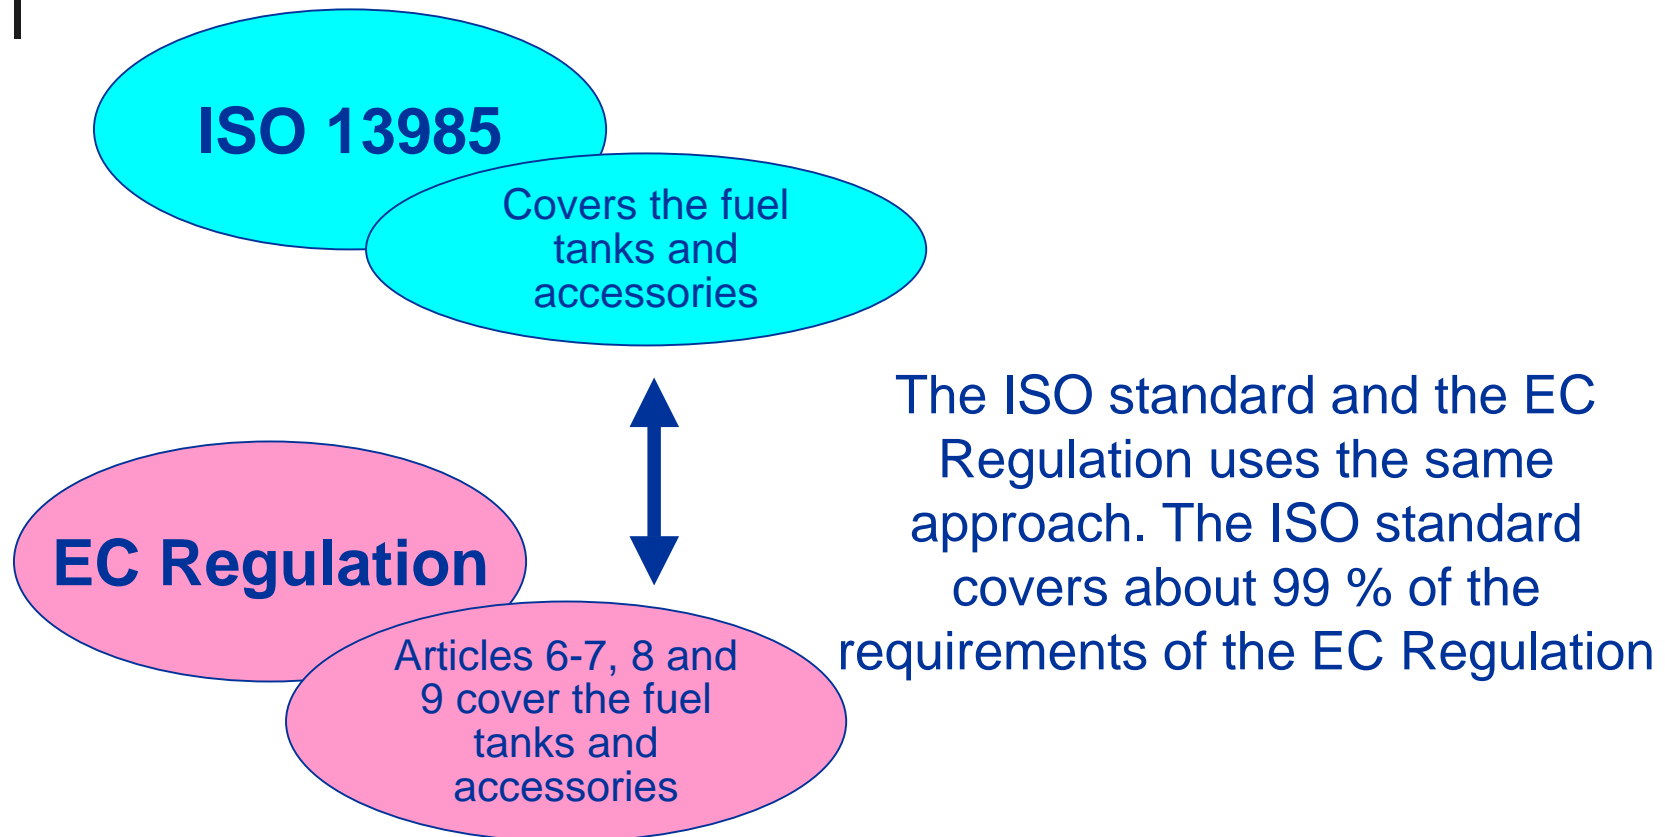 ISO 13985
Covers the fuel
tanks and
accessories
The ISO standard and the EC
Regulation uses the same
approach. The ISO standard
covers about 99 % of the
requirements of the EC Regulation
EC Regulation
Articles 6-7, 8 and
9 cover the fuel
tanks and
accessories